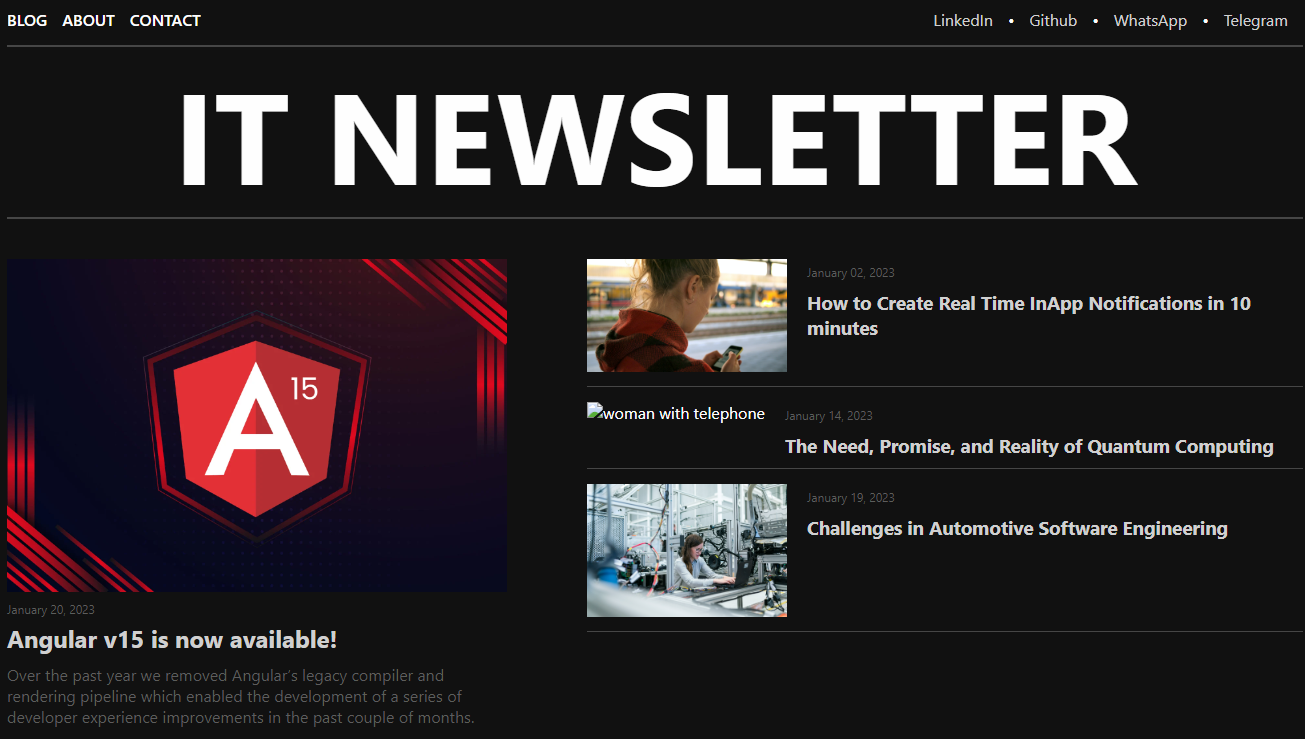 BLOG ABOUT CONTACT
LinkedIn • Github • WhatsApp • Telegram
IT NEWSLETTER
A 15
January 20, 2023
Angular v15 is now available!
Over the past year we removed Angular's legacy compiler and
rendering pipeline which enabled the development of a series of
developer experience improvements in the past couple of months.
January 02, 2023
How to Create Real Time InApp Notifications in 10
minutes
woman with telephone
January 14, 2023
The Need, Promise, and Reality of Quantum Computing
January 19, 2023
Challenges in Automotive Software Engineering